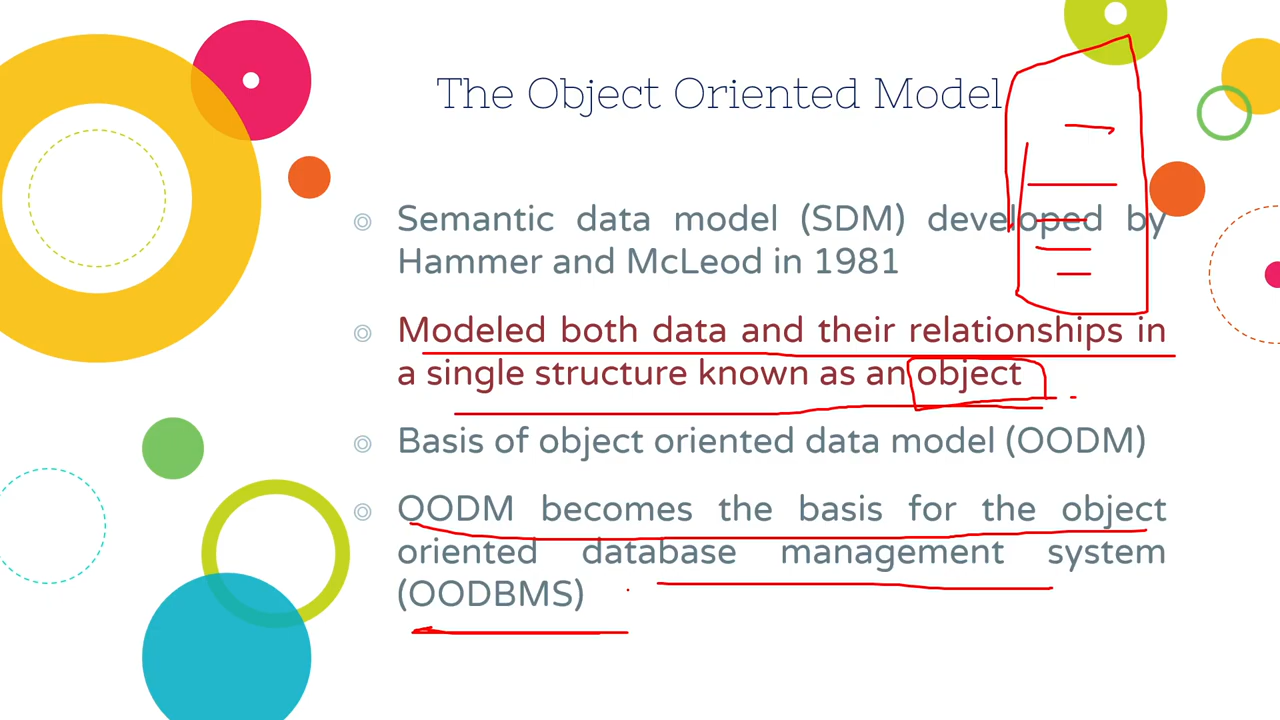 The Object Oriented Model
Semantic data model (SDM) developed by
Hammer and McLeod in 1981
Modeled both data and their relationships in
a single structure known as an object
Basis of object oriented data model (OODM)
OODM becomes the basis for the object
oriented database management system
(OODBMS)